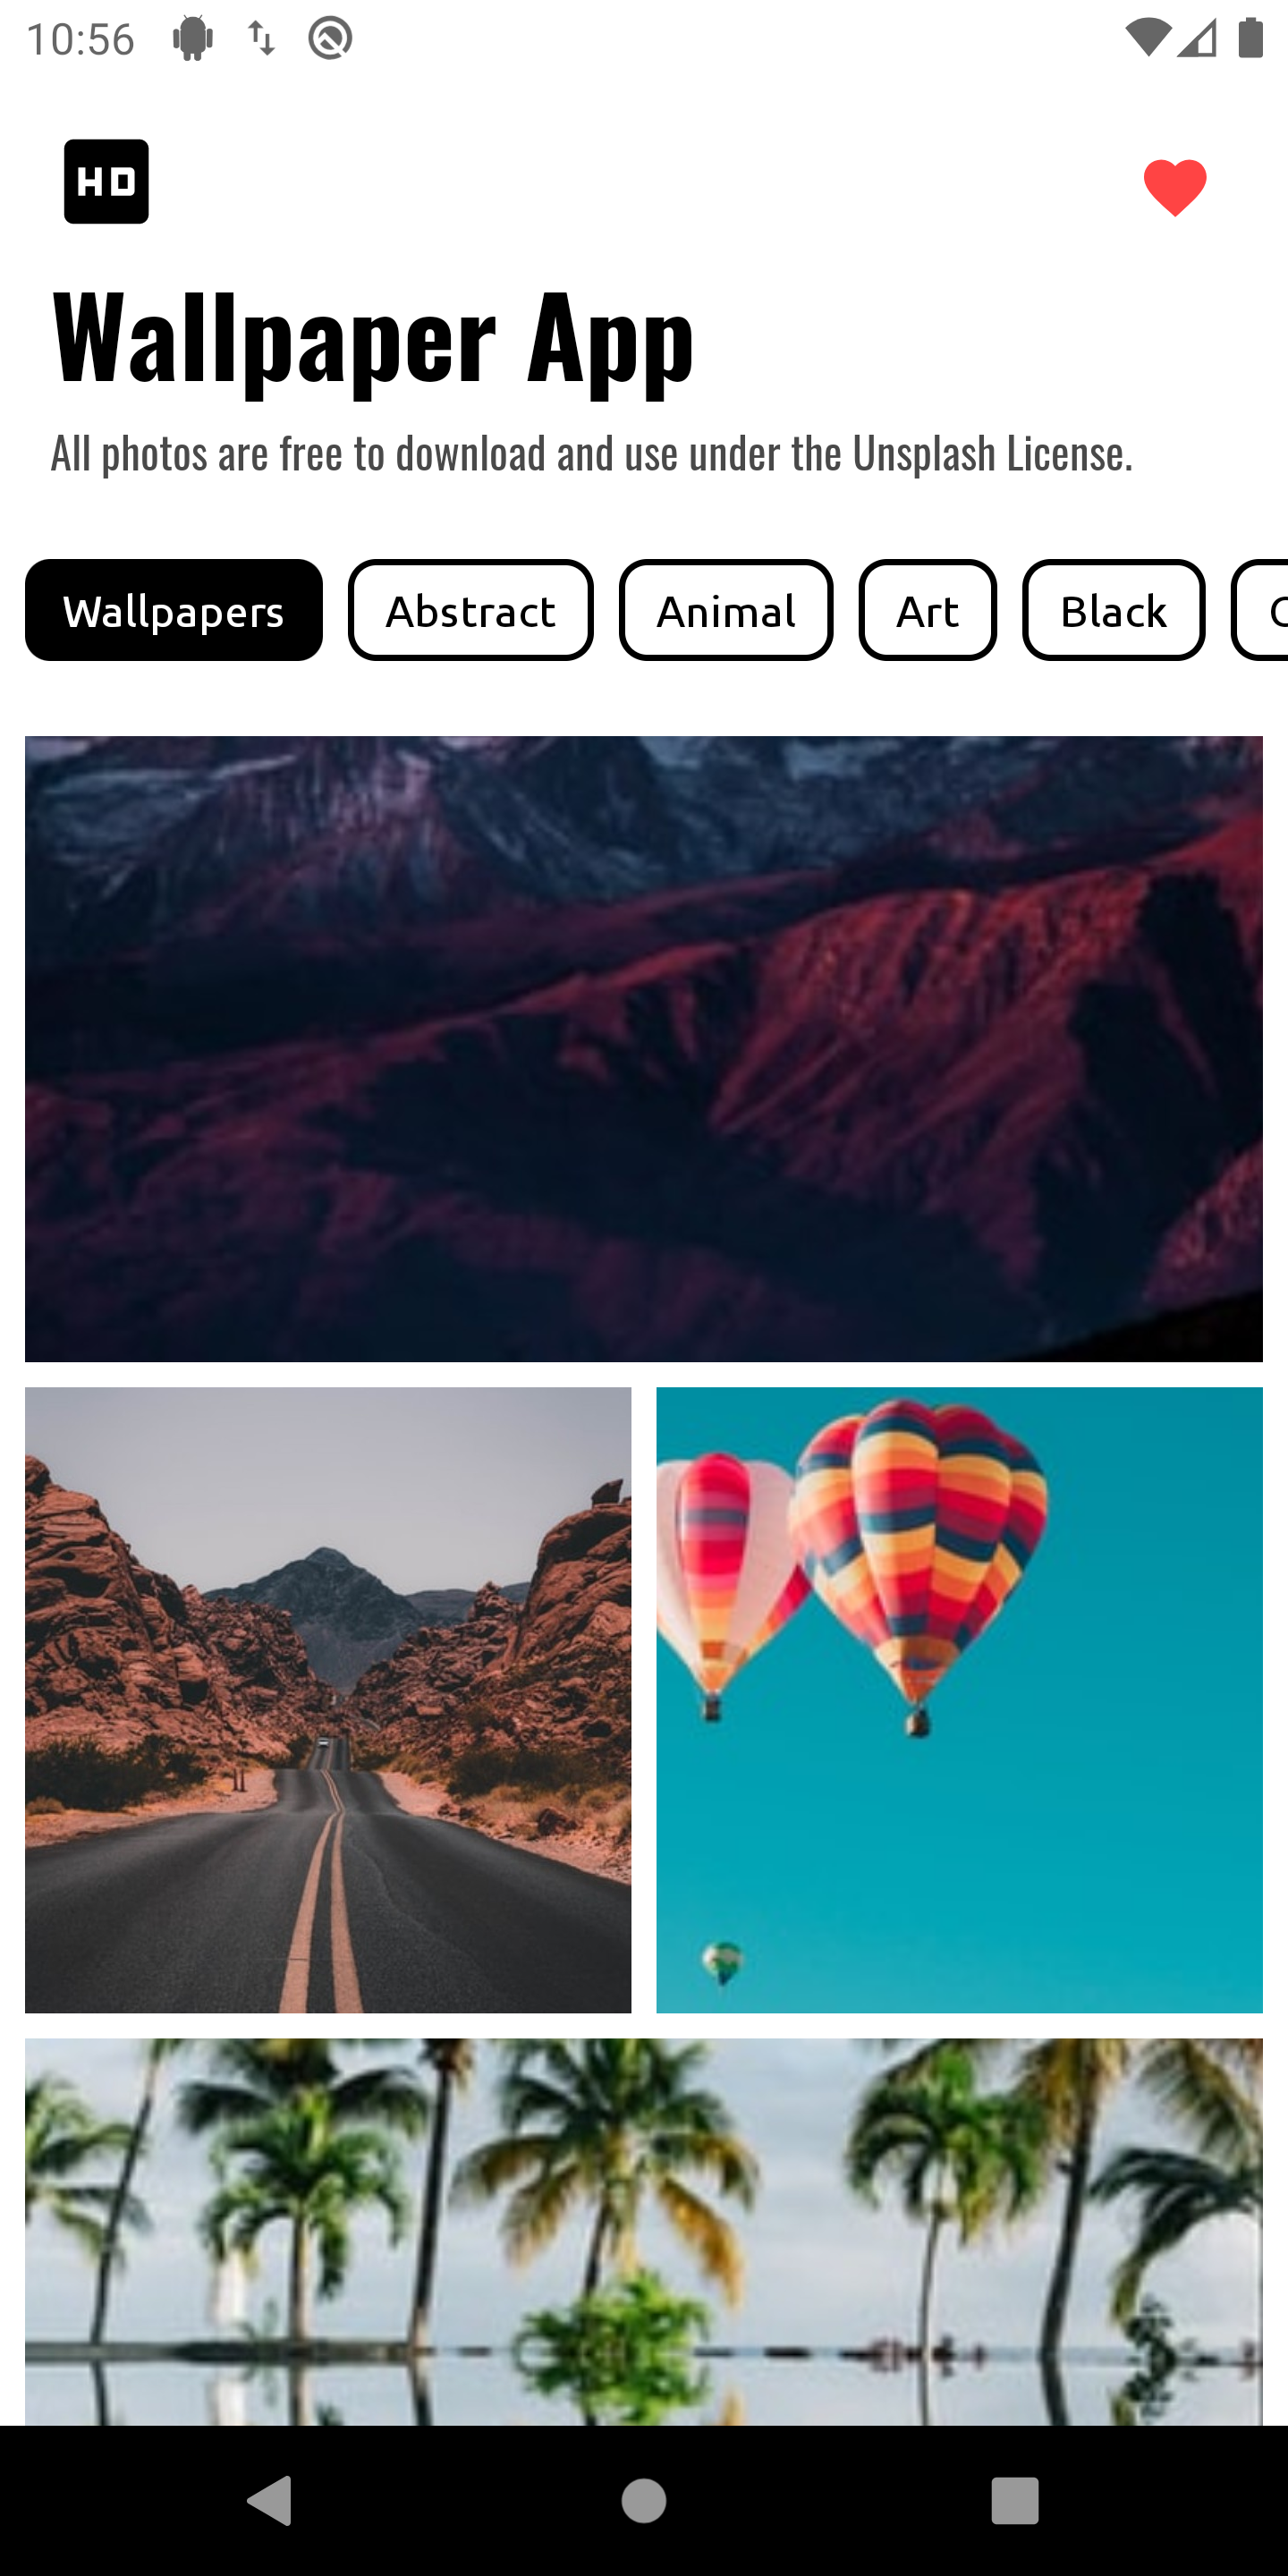 10:56
HD
Wallpaper App
All photos are free to download and use under the Unsplash License.
Wallpapers Abstract Animal Art Black